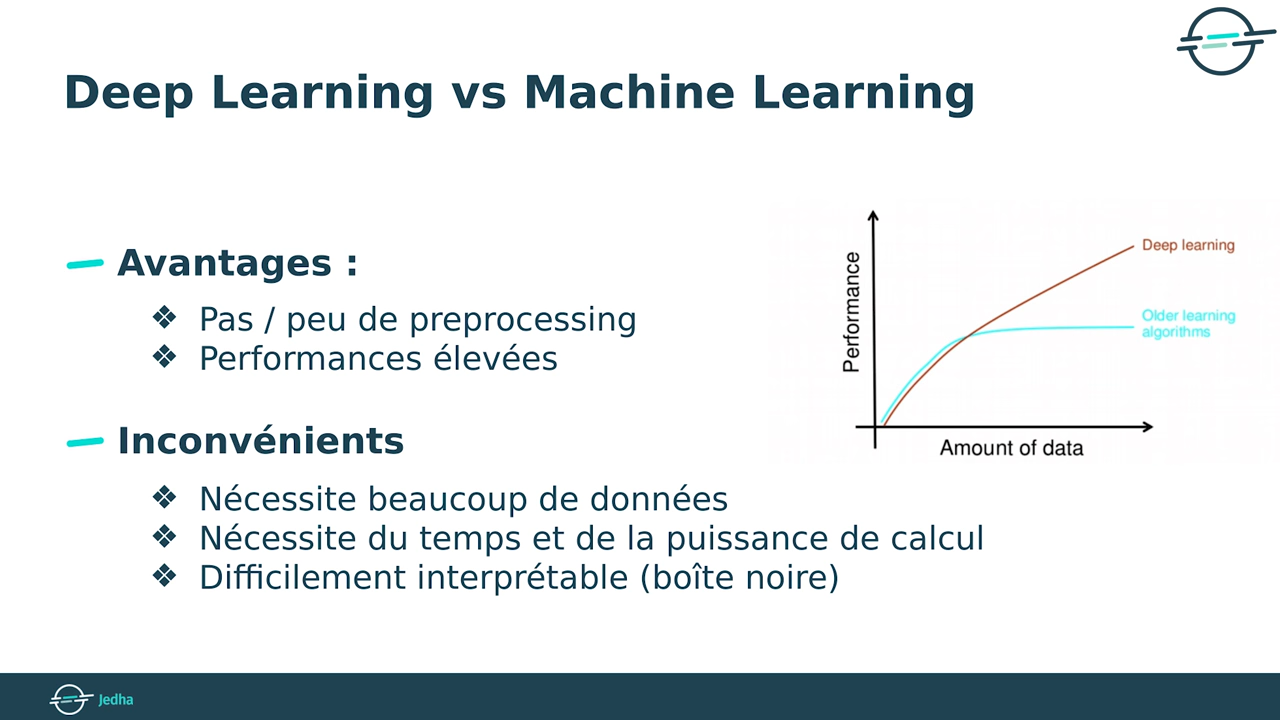 Deep Learning vs Machine Learning
Avantages :
❖ Pas / peu de preprocessing
❖ Performances élevées
Inconvénients
❖ Nécessite beaucoup de données
❖ Nécessite du temps et de la puissance de calcul
❖ Difficilement interprétable (boîte noire)
Performance
Deep learning
Older learning
algorithms
Amount of data
Jedha